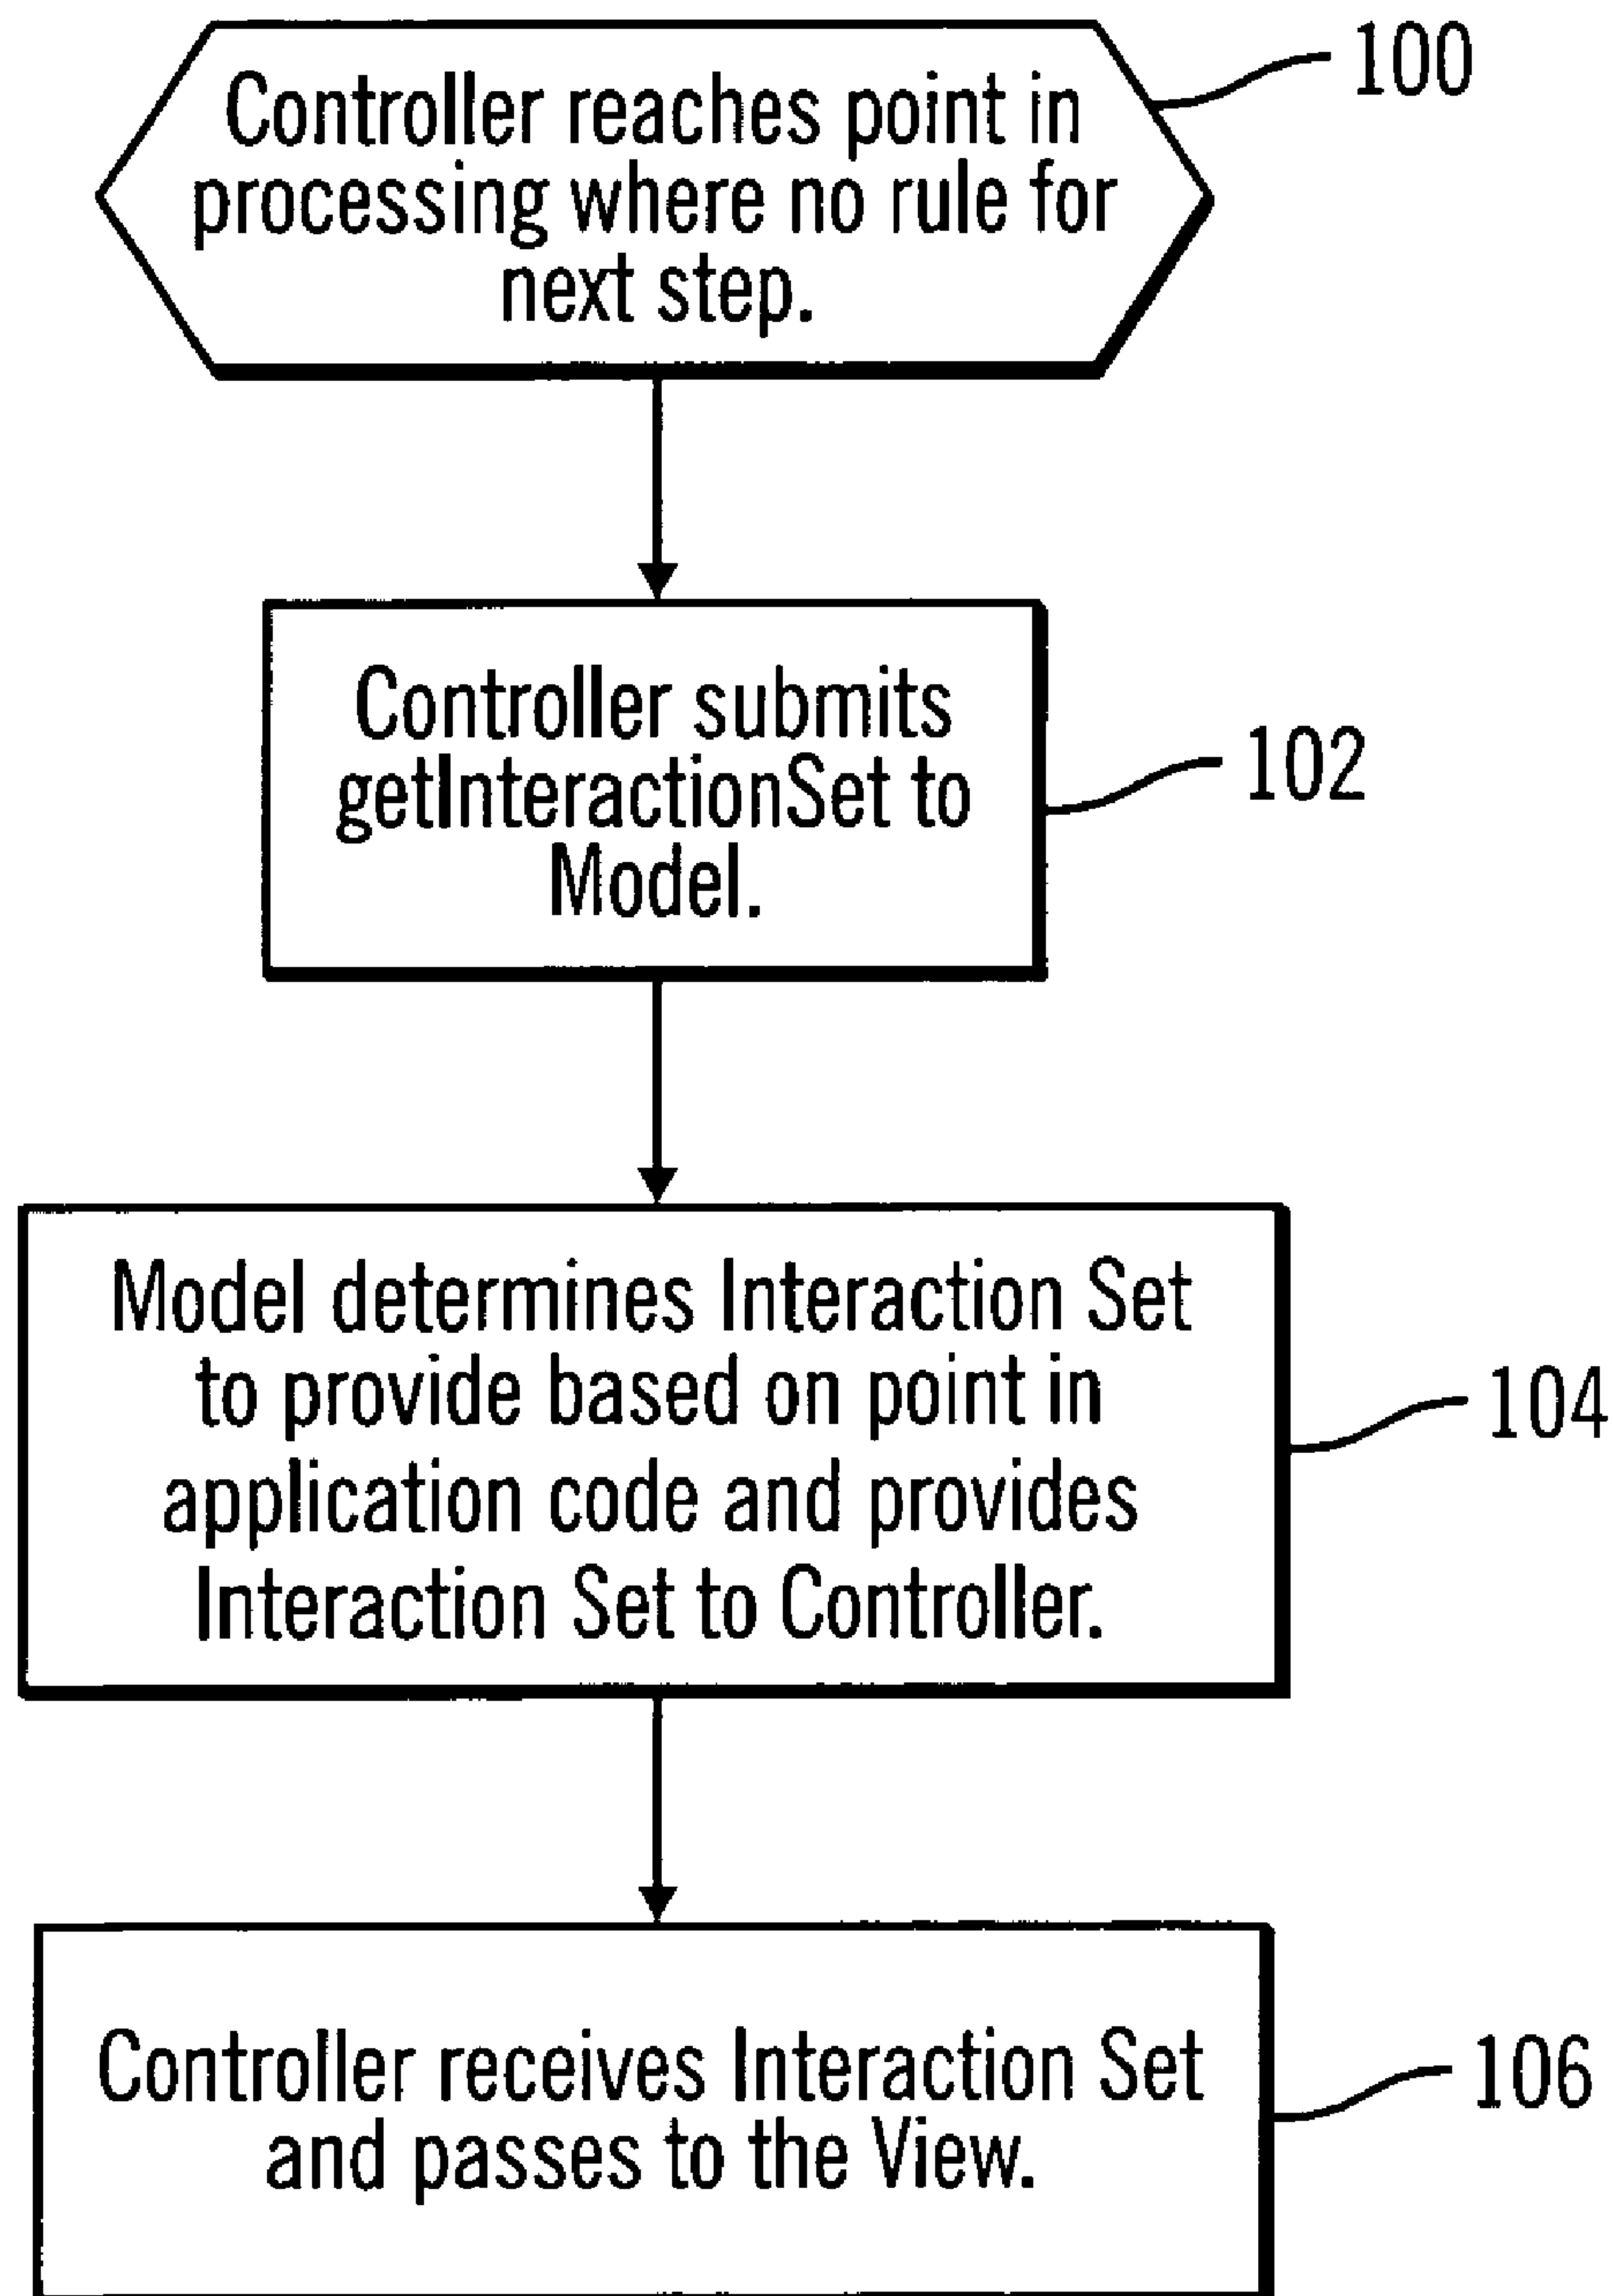 Controller reaches point in
processing where no rule for
next step.
100
Controller submits
getInteractionSet to
Model.
102
Model determines Interaction Set
to provide based on point in
application code and provides
Interaction Set to Controller.
104
Controller receives Interaction Set
and passes to the View.
106